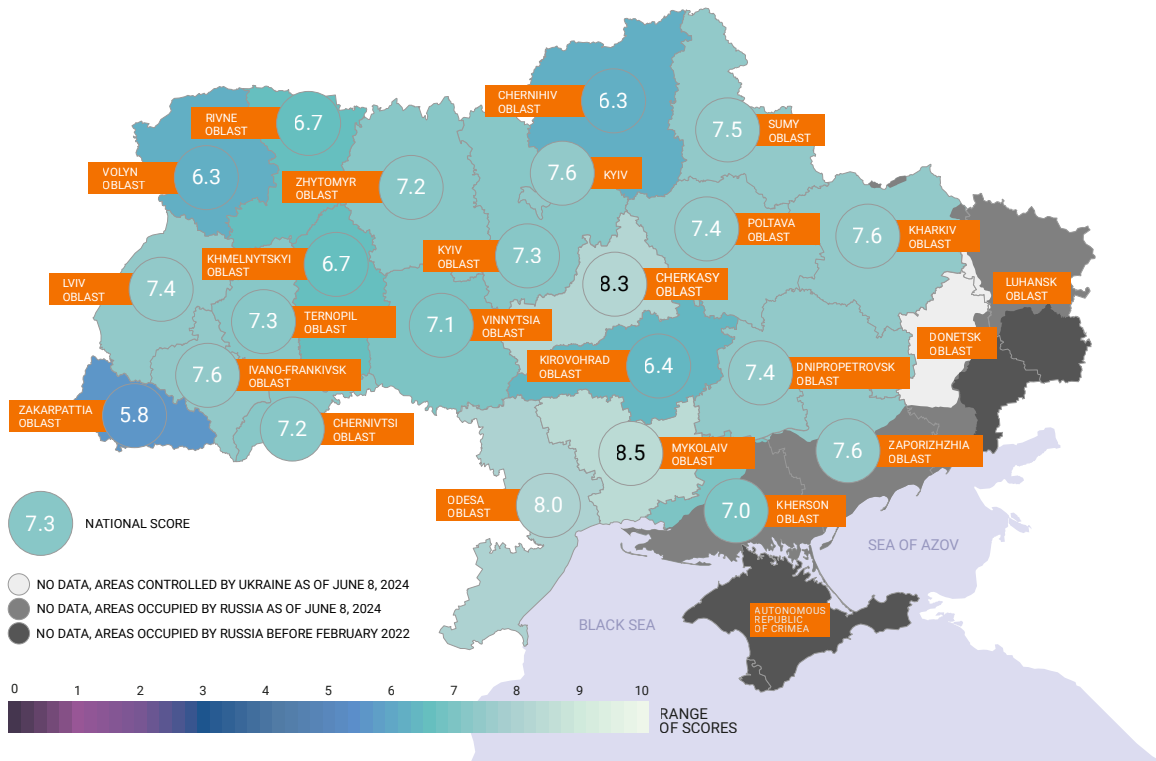 CHERNIHIV
OBLAST
6.3
RIVNE
OBLAST
6.7
7.5
SUMY
OBLAST
VOLYN
OBLAST
6.3
ZHYTOMYR
OBLAST
7.2
7.6
KYIV
KHMELNYTSKYI
OBLAST
6.7
KYIV
OBLAST
7.3
7.4
POLTAVA
OBLAST
7.6
KHARKIV
OBLAST
LVIV
OBLAST
7.4
8.3
CHERKASY
OBLAST
LUHANSK
OBLAST
7.3
TERNOPIL
OBLAST
7.1
VINNYTSIA
OBLAST
DONETSK
OBLAST
7.6
IVANO-FRANKIVSK
OBLAST
KIROVOHRAD
OBLAST
6.4
7.4
DNIPROPETROVSK
OBLAST
ZAKARPATTIA
OBLAST
5.8
7.2
CHERNIVTSI
OBLAST
8.5
MYKOLAIV
OBLAST
7.6
ZAPORIZHZHIA
OBLAST
ODESA
OBLAST
8.0
7.0
KHERSON
OBLAST
7.3
NATIONAL SCORE
SEA OF AZOV
NO DATA, AREAS CONTROLLED BY UKRAINE AS OF JUNE 8, 2024
NO DATA, AREAS OCCUPIED BY RUSSIA AS OF JUNE 8, 2024
NO DATA, AREAS OCCUPIED BY RUSSIA BEFORE FEBRUARY 2022
BLACK SEA
AUTONOMOUS
REPUBLIC
OF CRIMEA
0 1 2 3 4 5 6 7 8 9 10
RANGE
OF SCORES